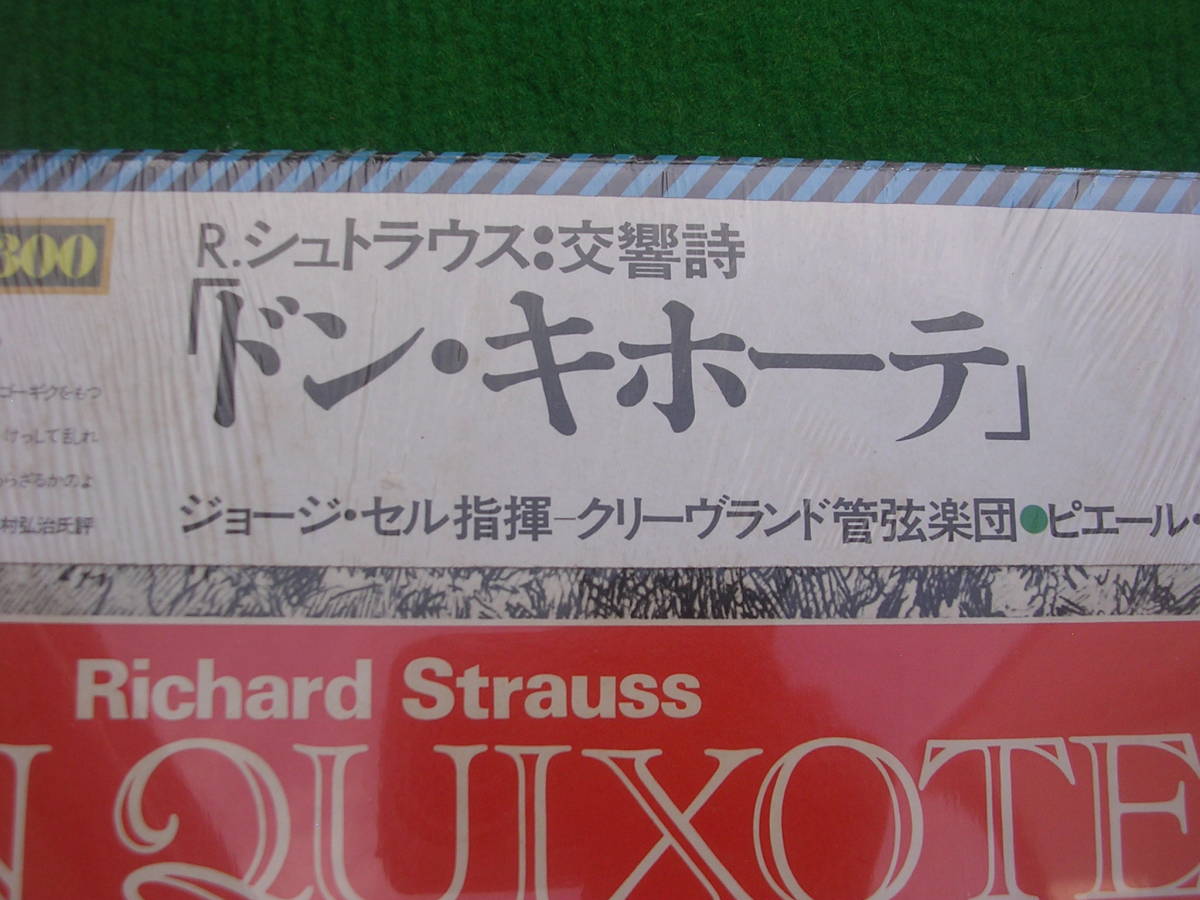 300
R.シュトラウス:交響詩
「ドン・キホーテ」
ゴーギクをもつ
けっして乱れ
らざるかのよ
村弘治氏評
ジョージ・セル指揮–クリーヴランド管弦楽団●ピエール・
Richard Strauss
N QUIXOTE